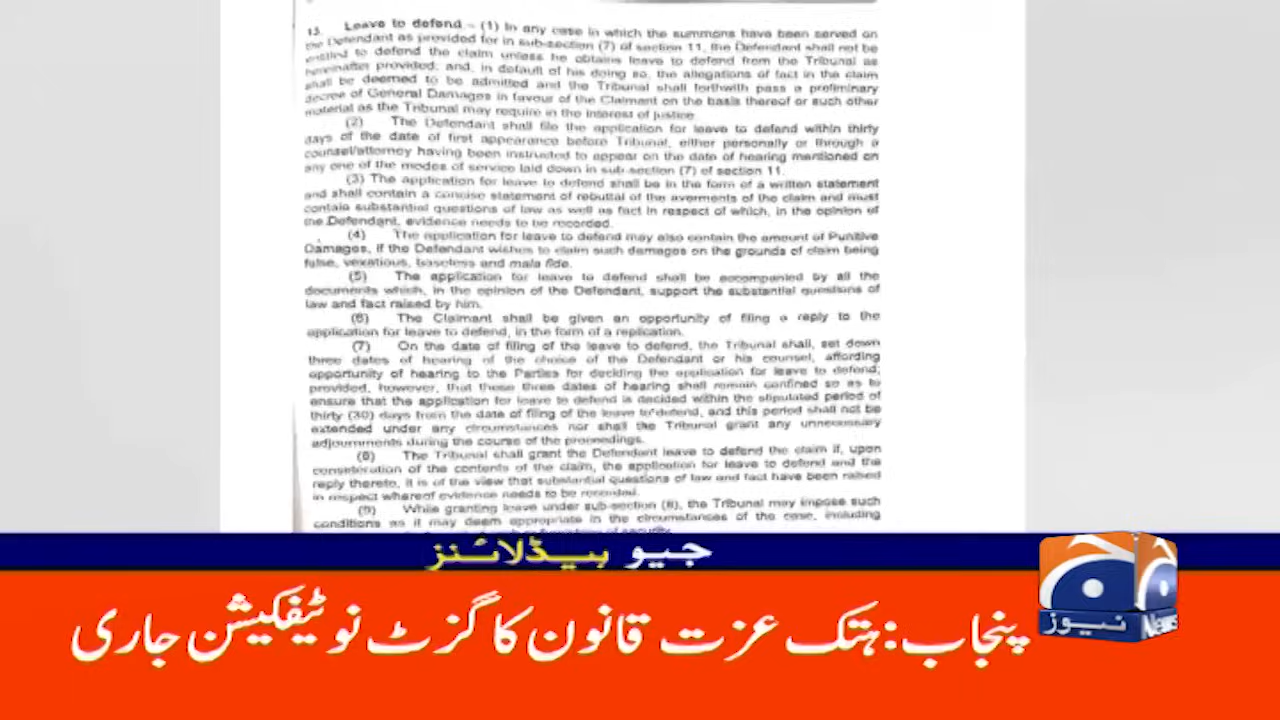 13. Leave to defend.- (1) In any case in which the summons have been served on
the Defendant as provided for in sub-section (7) of section 11, the Defendant shall not be
entitled to defend the claim unless he obtains leave to defend from the Tribunal as
hereinafter provided; and, in default of his doing so, the allegations of fact in the claim
shall be deemed to be admitted and the Tribunal shall forthwith pass a preliminary
decree of General Damages in favour of the Claimant on the basis thereof or such other
material as the Tribunal may require in the interest of justice.
(2) The Defendant shall file the application for leave to defend within thirty
days of the date of first appearance before Tribunal, either personally or through a
counsel/attorney having been instructed to appear on the date of hearing mentioned on
any one of the modes of service laid down in sub-section (7) of section 11.
(3) The application for leave to defend shall be in the form of a written statement
and shall contain a concise statement of rebuttal of the averments of the claim and must
contain substantial questions of law as well as fact in respect of which, in the opinion of
the Defendant, evidence needs to be recorded.
(4) The application for leave to defend may also contain the amount of Punitive
Damages, if the Defendant wishes to claim such damages on the grounds of claim being
false, vexatious, baseless and mala fide.
(5) The application for leave to defend shall be accompanied by all the
documents which, in the opinion of the Defendant, support the substantial questions of
law and fact raised by him.
(6) The Claimant shall be given an opportunity of filing a reply to the
application for leave to defend, in the form of a replication.
(7) On the date of filing of the leave to defend, the Tribunal shall, set down
three dates of hearing of the choice of the Defendant or his counsel, affording
opportunity of hearing to the Parties for deciding the application for leave to defend;
provided, however, that those three dates of hearing shall remain confined so as to
ensure that the application for leave to defend is decided within the stipulated period of
thirty (30) days from the date of filing of the leave to defend, and this period shall not be
extended under any circumstances nor shall the Tribunal grant any unnecessary
adjournments during the course of the proceedings.
(8) The Tribunal shall grant the Defendant leave to defend the claim if, upon
consideration of the contents of the claim, the application for leave to defend and the
reply thereto, it is of the view that substantial questions of law and fact have been raised
in respect whereof evidence needs to be recorded.
(9) While granting leave under sub-section (8), the Tribunal may impose such
conditions as it may deem appropriate in the circumstances of the case, including
of security.
جیو ہیڈلائنز
پنجاب: ہتک عزت قانون کا گزٹ نوٹیفکیشن جاری
جیو نیوز News